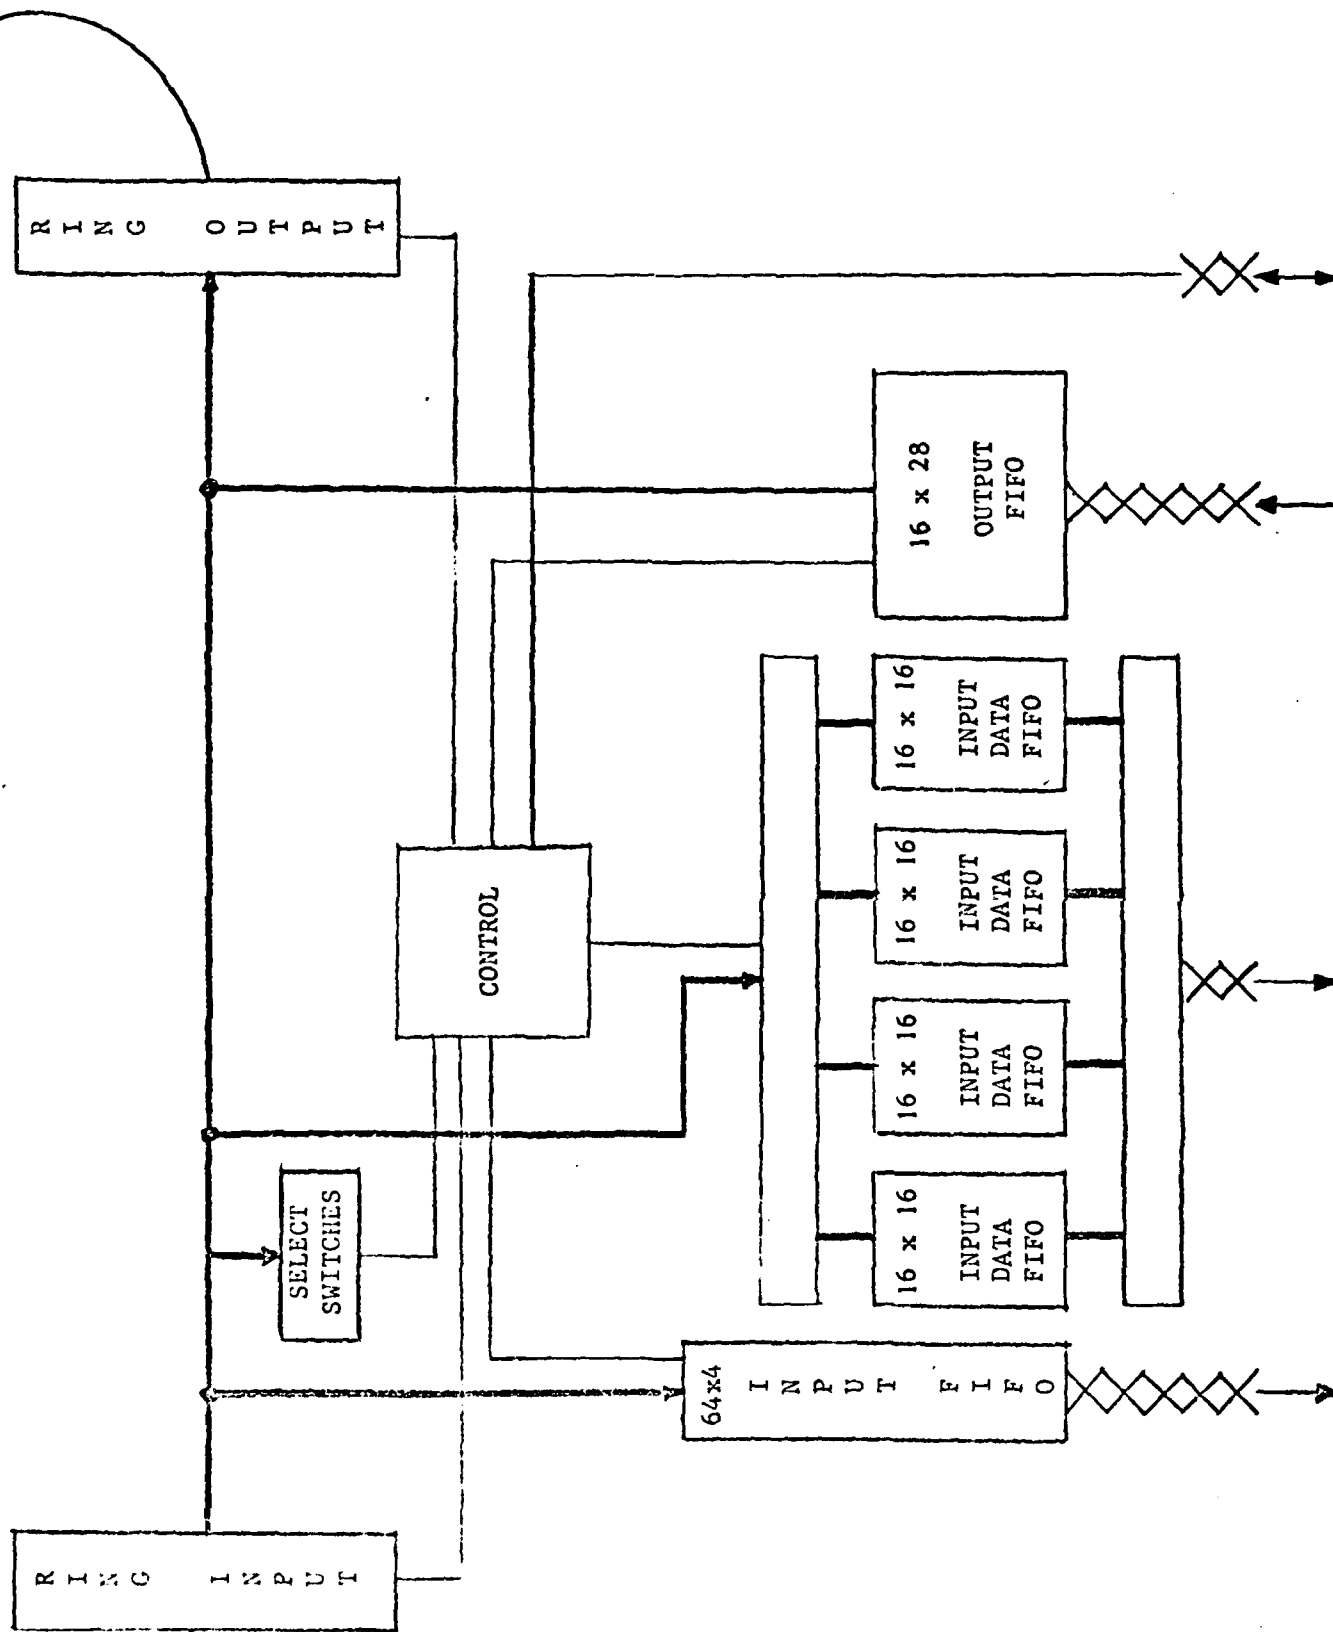 RING INPUT
RING OUTPUT
SELECT
SWITCHES
CONTROL
64x4
INPUT FIFO
16 x 16
INPUT
DATA
FIFO
16 x 16
INPUT
DATA
FIFO
16 x 16
INPUT
DATA
FIFO
16 x 16
INPUT
DATA
FIFO
16 x 28
OUTPUT
FIFO